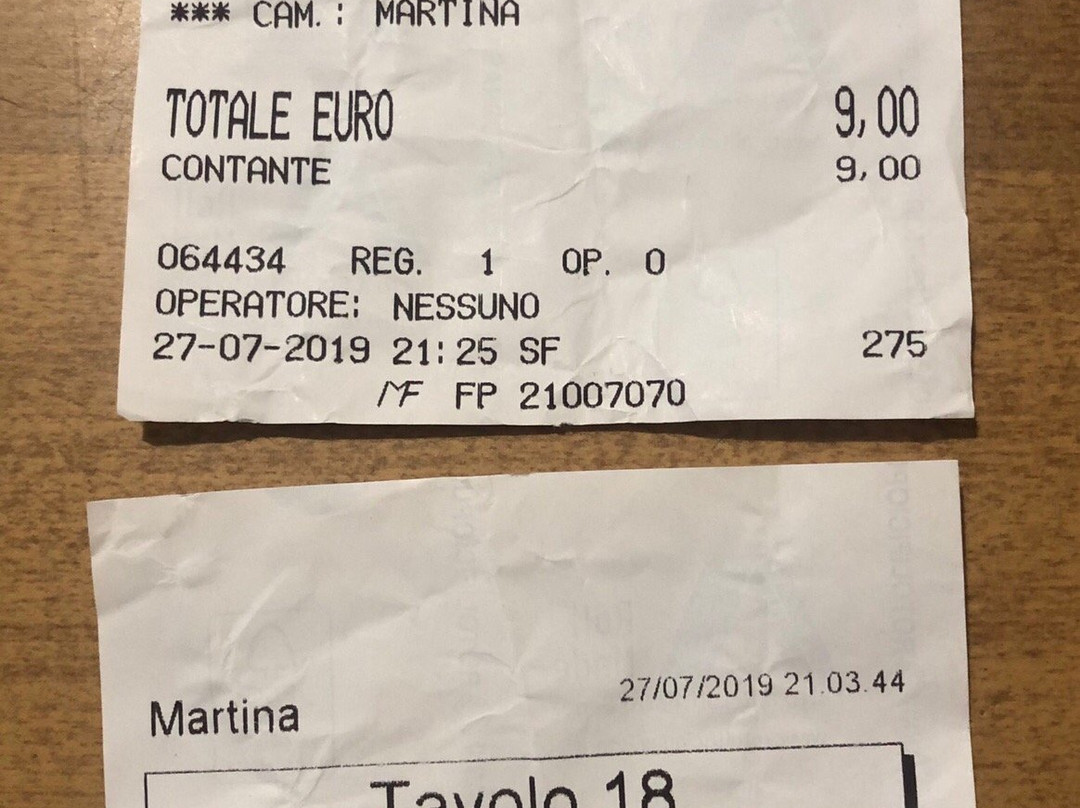 *** CAM.: MARTINA
TOTALE EURO 9,00
CONTANTE 9,00
064434 REG. 1 OP. 0
OPERATORE: NESSUNO
27-07-2019 21:25 SF 275
MF FP 21007070
27/07/2019 21.03.44
Martina
Tavolo 18